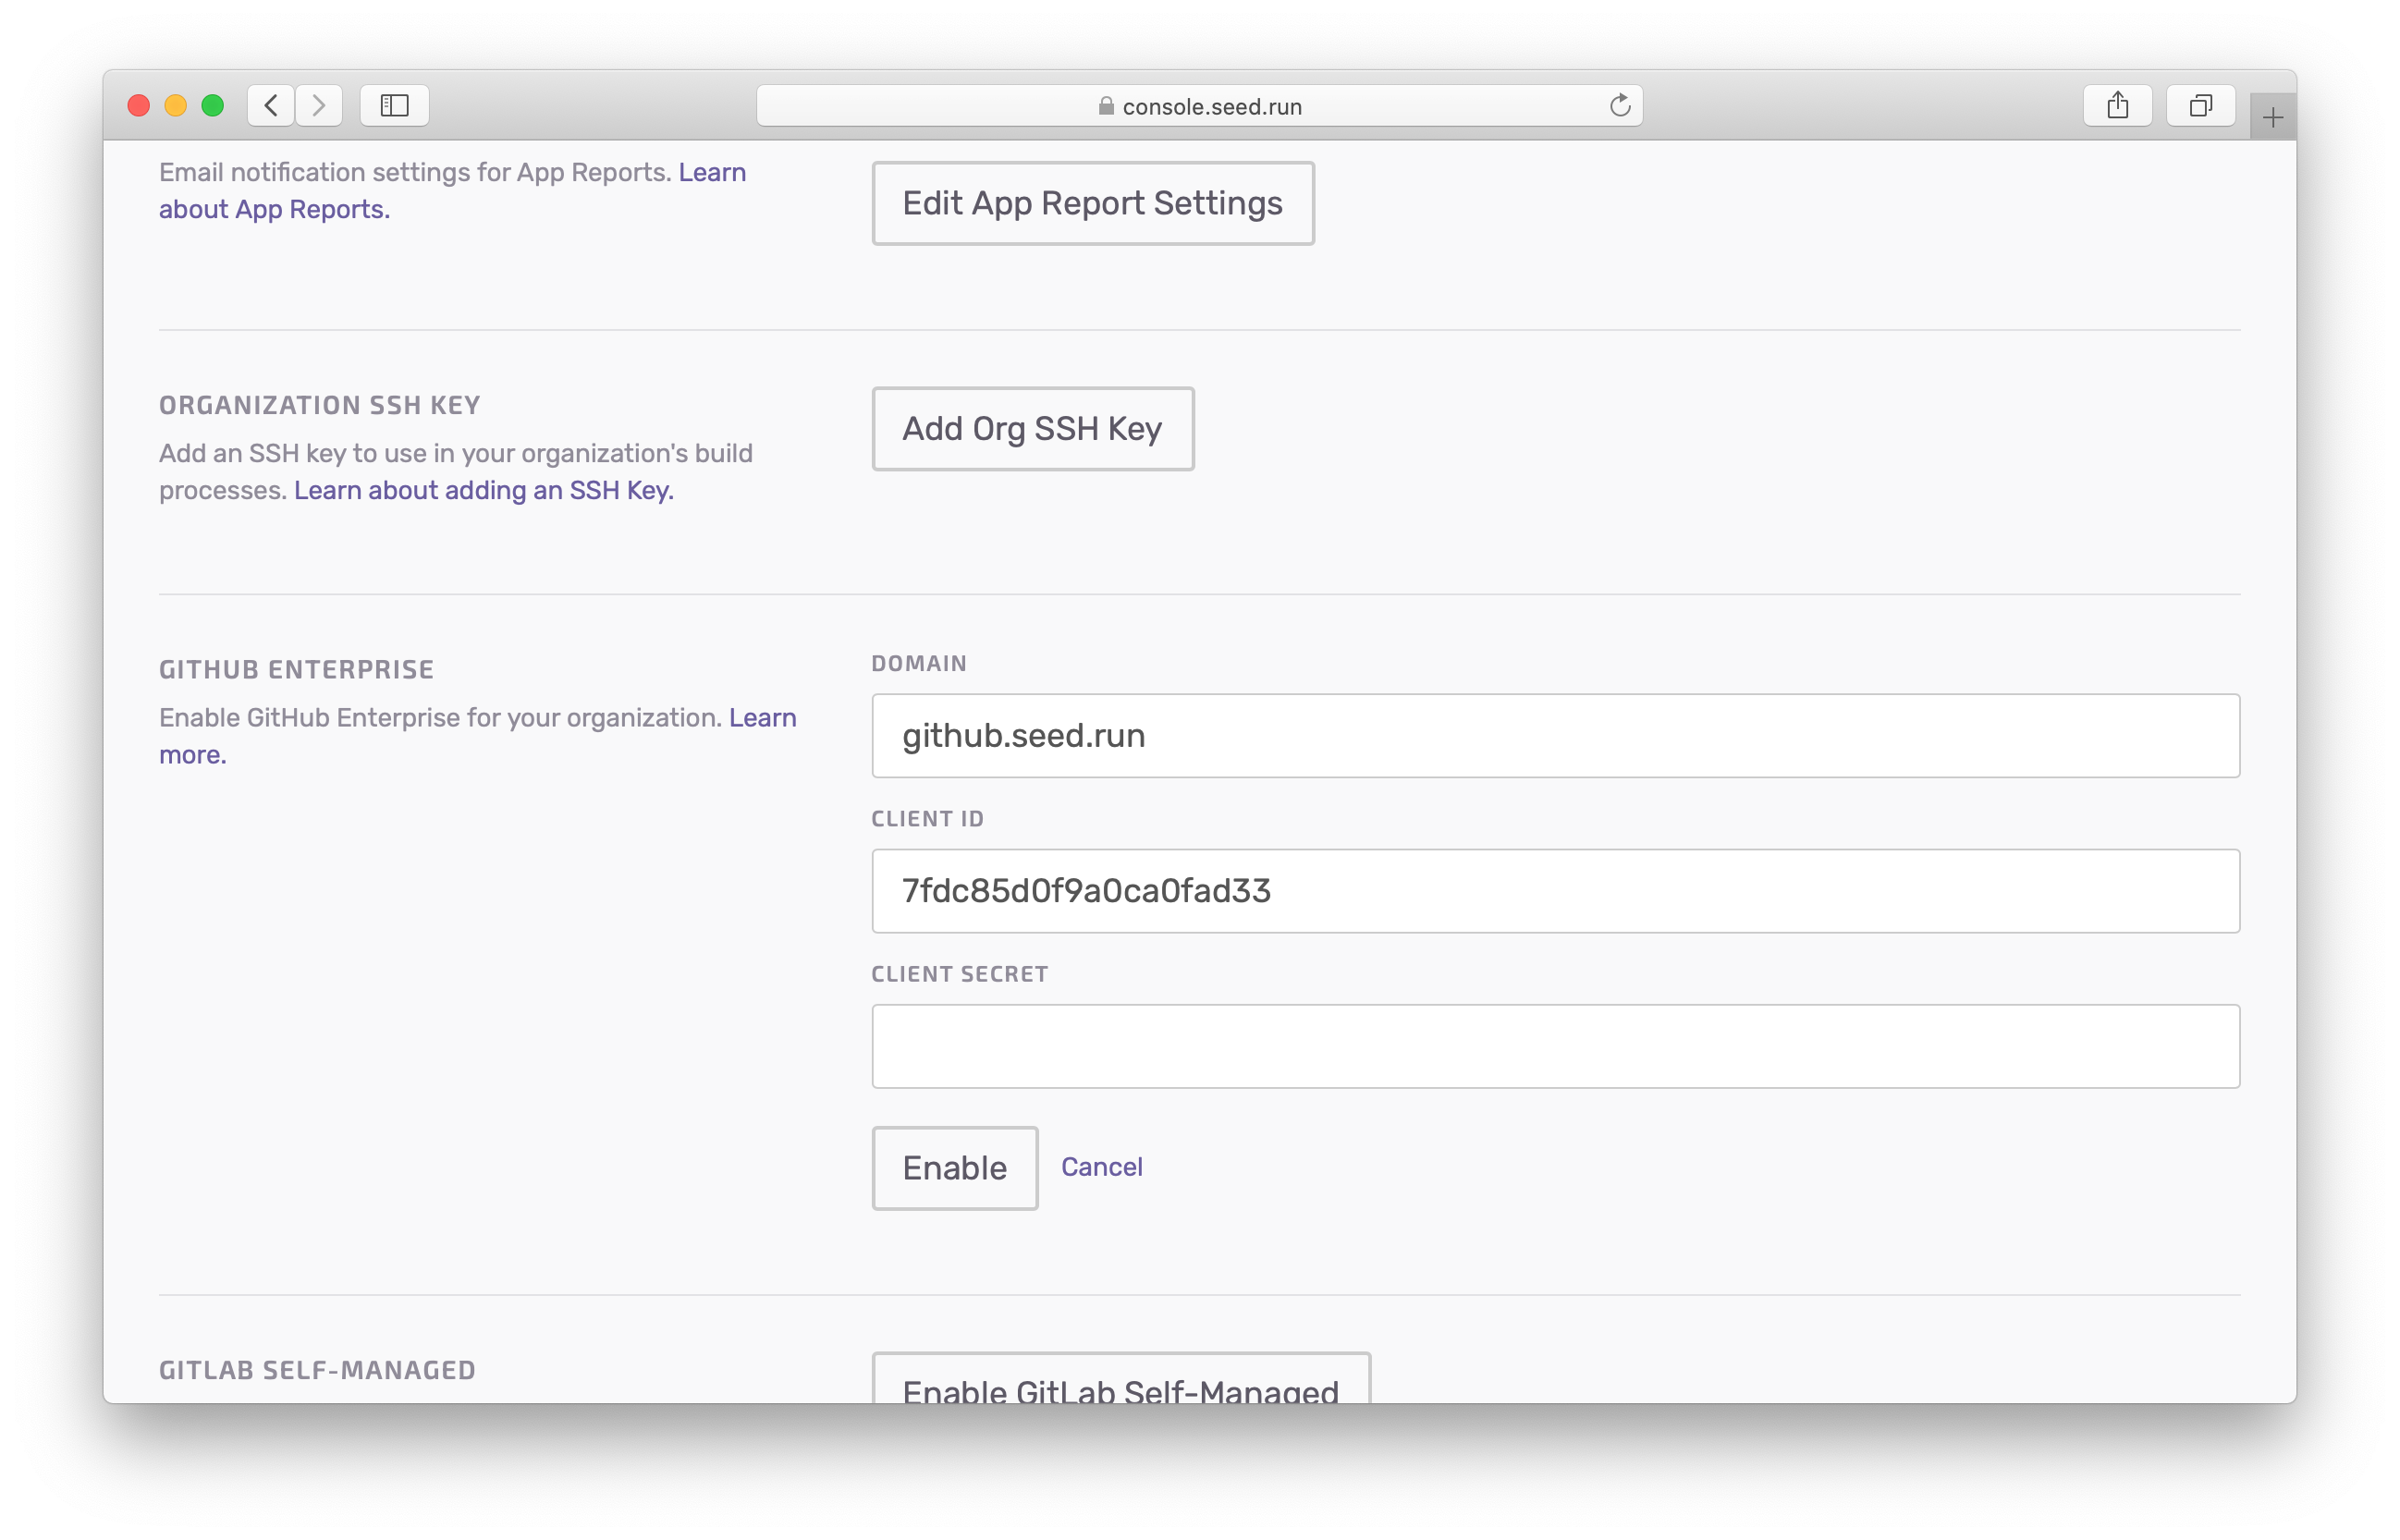 console.seed.run
Email notification settings for App Reports. Learn
about App Reports.
Edit App Report Settings
ORGANIZATION SSH KEY
Add an SSH key to use in your organization's build
processes. Learn about adding an SSH Key.
Add Org SSH Key
GITHUB ENTERPRISE
Enable GitHub Enterprise for your organization. Learn
more.
DOMAIN
github.seed.run
CLIENT ID
7fdc85d0f9a0ca0fad33
CLIENT SECRET
Enable
Cancel
GITLAB SELF-MANAGED
Enable GitLab Self-Managed